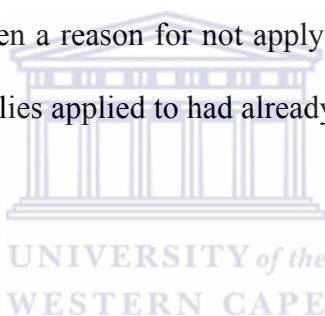 en a reason for not apply
lies applied to had already
UNIVERSITY of the
WESTERN CAPE